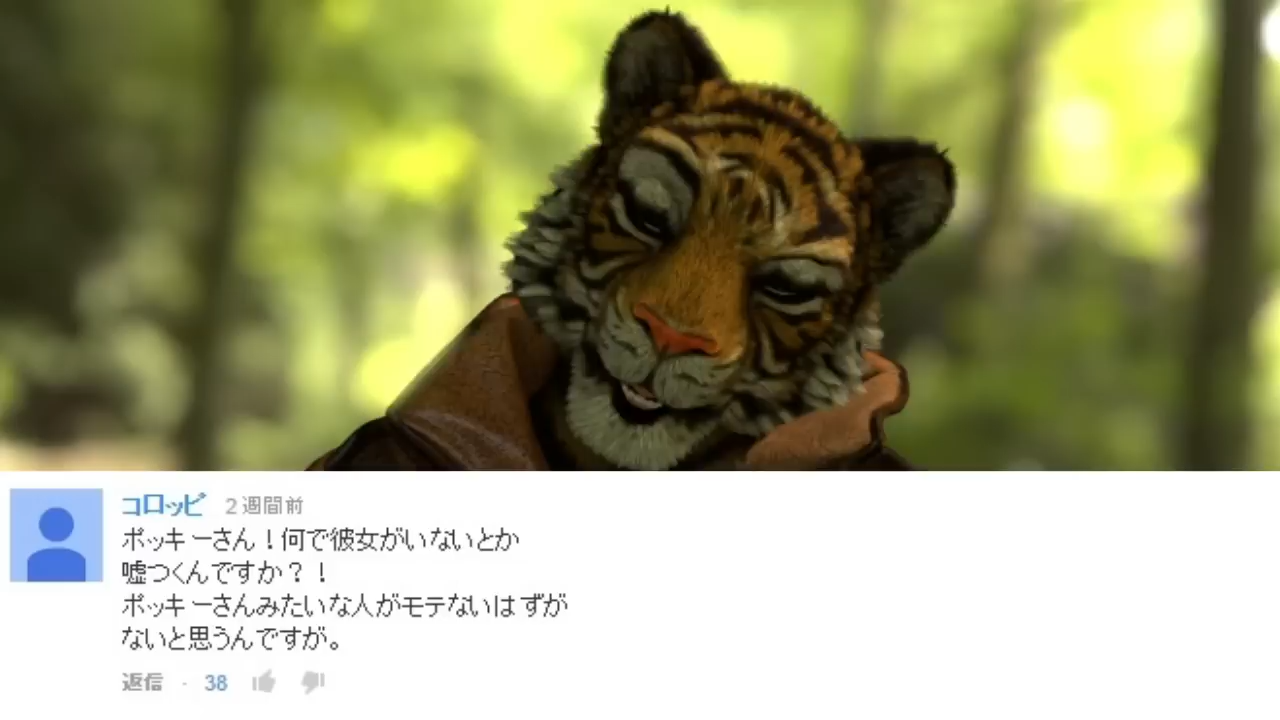 コロッピ 2週間前
ポッキーさん！何で彼女がいないとか
嘘つくんですか？！
ポッキーさんみたいな人がモテないはずが
ないと思うんですが。
返信 · 38